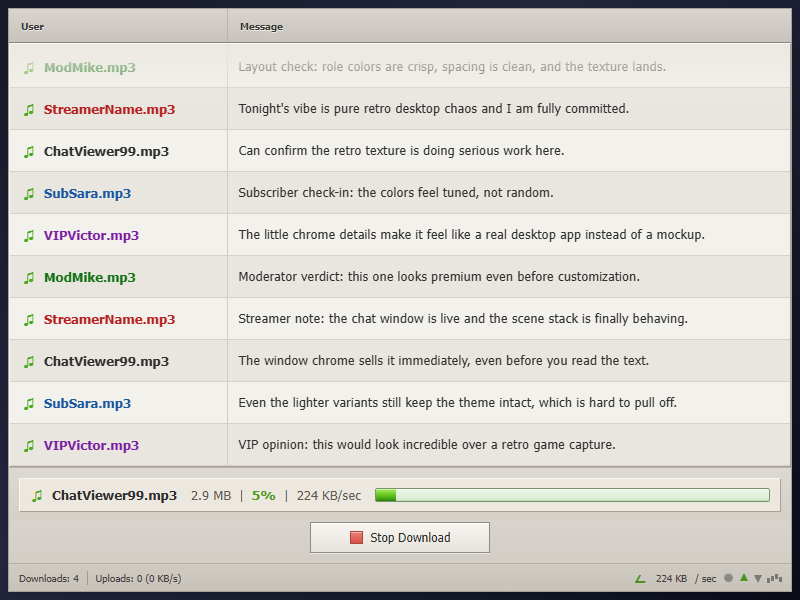 User Message
ModMike.mp3 Layout check: role colors are crisp, spacing is clean, and the texture lands.
StreamerName.mp3 Tonight's vibe is pure retro desktop chaos and I am fully committed.
ChatViewer99.mp3 Can confirm the retro texture is doing serious work here.
SubSara.mp3 Subscriber check-in: the colors feel tuned, not random.
VIPVictor.mp3 The little chrome details make it feel like a real desktop app instead of a mockup.
ModMike.mp3 Moderator verdict: this one looks premium even before customization.
StreamerName.mp3 Streamer note: the chat window is live and the scene stack is finally behaving.
ChatViewer99.mp3 The window chrome sells it immediately, even before you read the text.
SubSara.mp3 Even the lighter variants still keep the theme intact, which is hard to pull off.
VIPVictor.mp3 VIP opinion: this would look incredible over a retro game capture.
ChatViewer99.mp3 2.9 MB | 5% | 224 KB/sec
Stop Download
Downloads: 4 Uploads: 0 (0 KB/s) 224 KB / sec